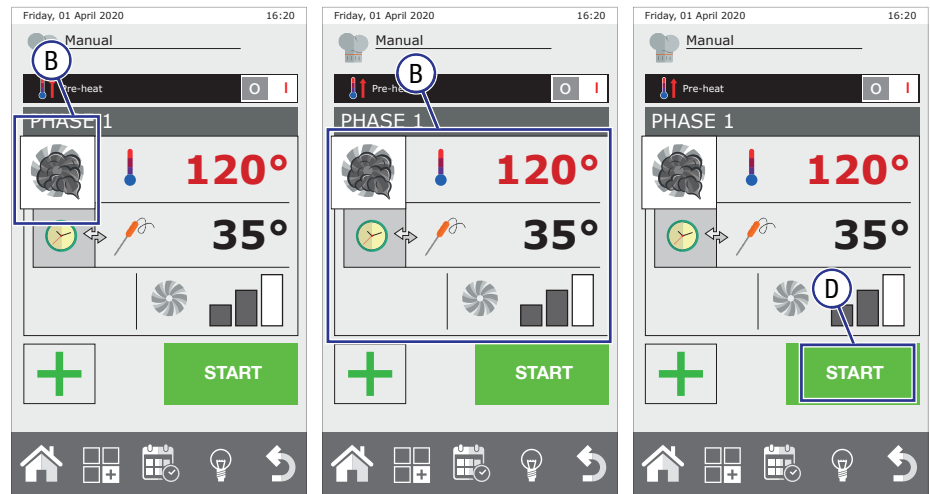 Friday, 01 April 2020 16:20
Manual
B
Pre-heat O I
PHASE 1
120°
35°
START
Friday, 01 April 2020 16:20
Manual
B
Pre-he O I
PHASE 1
120°
35°
START
Friday, 01 April 2020 16:20
Manual
Pre-heat O I
PHASE 1
120°
35°
D
START